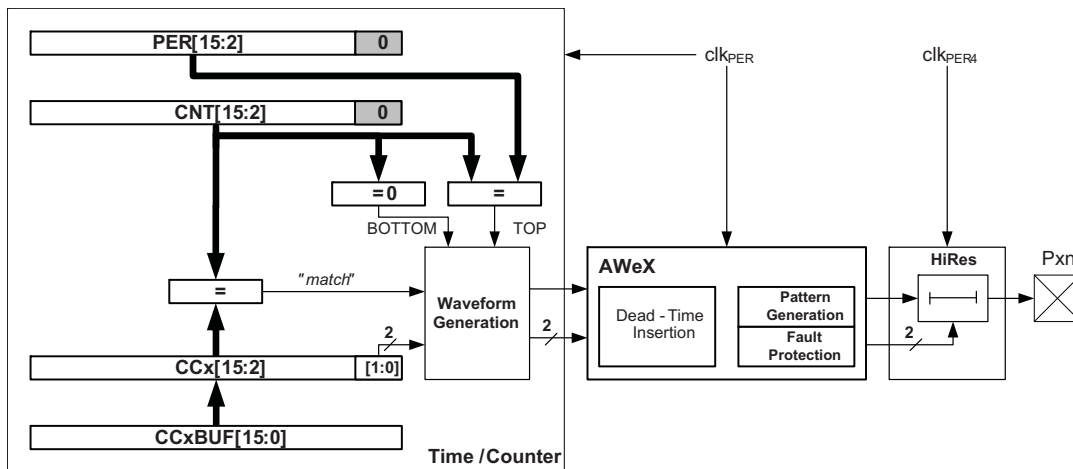 PER[15:2] 0
clkPER
clkPER4
CNT[15:2] 0
= 0
=
BOTTOM
TOP
=
"match"
Waveform
Generation
2
2
AWeX
Dead - Time
Insertion
Pattern
Generation
Fault
Protection
2
HiRes
Pxn
CCx[15:2] [1:0]
CCxBUF[15:0]
Time /Counter